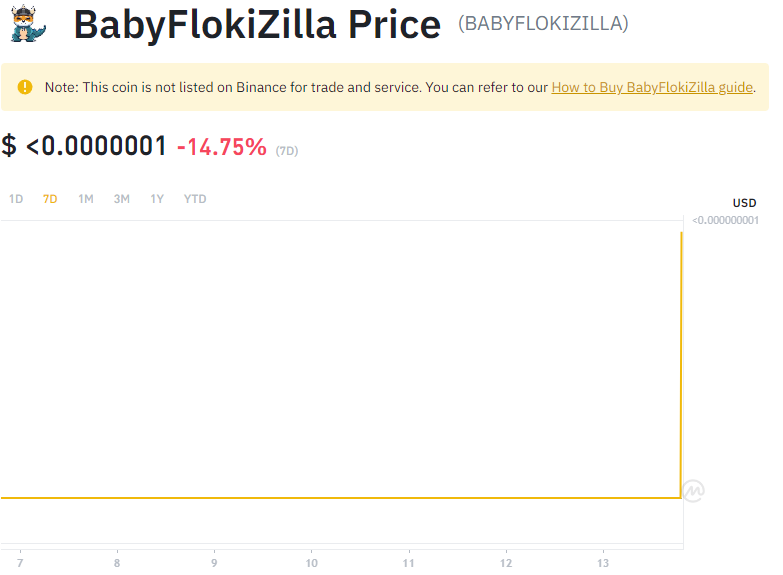 BabyFlokiZilla Price (BABYFLOKIZILLA)
Note: This coin is not listed on Binance for trade and service. You can refer to our How to Buy BabyFlokiZilla guide.
$ <0.0000001 -14.75% (7D)
1D 7D 1M 3M 1Y YTD
USD
<0.000000001
7 8 9 10 11 12 13